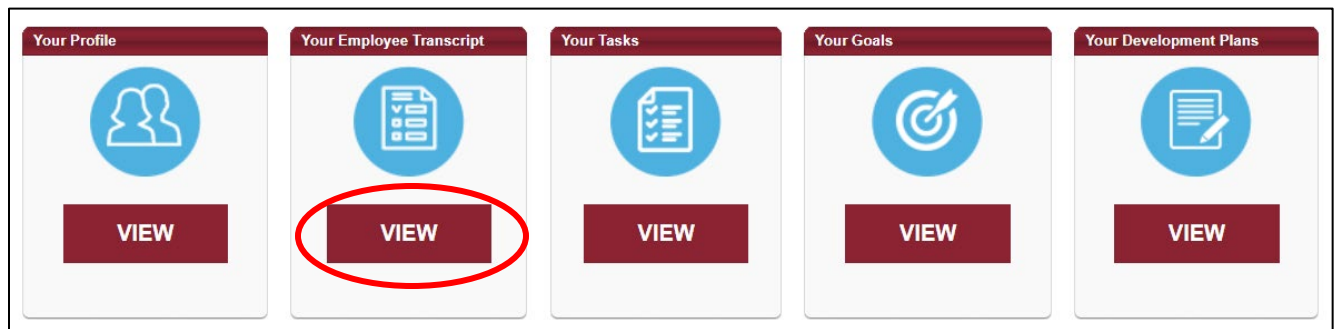 Your Profile
Your Employee Transcript
Your Tasks
Your Goals
Your Development Plans
VIEW
VIEW
VIEW
VIEW
VIEW